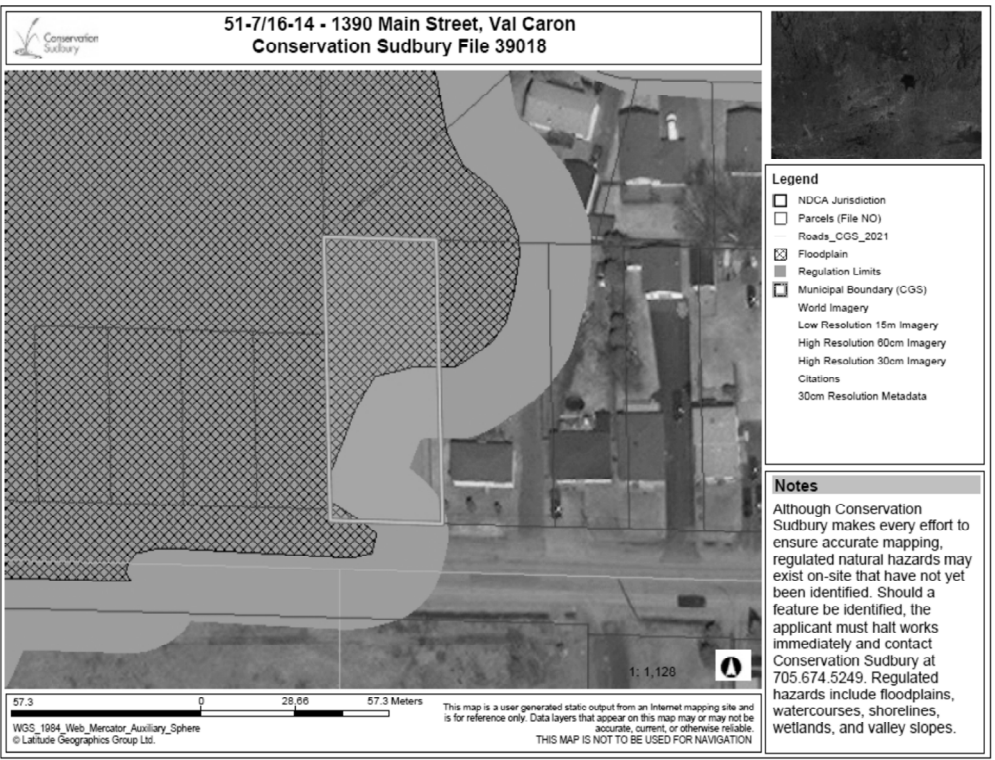 Conservation
Sudbury
51-7/16-14 - 1390 Main Street, Val Caron
Conservation Sudbury File 39018
Legend
NDCA Jurisdiction
Parcels (File NO)
Roads_CGS_2021
Floodplain
Regulation Limits
Municipal Boundary (CGS)
World Imagery
Low Resolution 15m Imagery
High Resolution 60cm Imagery
High Resolution 30cm Imagery
Citations
30cm Resolution Metadata
Notes
Although Conservation
Sudbury makes every effort to
ensure accurate mapping,
regulated natural hazards may
exist on-site that have not yet
been identified. Should a
feature be identified, the
applicant must halt works
immediately and contact
Conservation Sudbury at
705.674.5249. Regulated
hazards include floodplains,
watercourses, shorelines,
wetlands, and valley slopes.
1: 1,128
57.3 0 28.66 57.3 Meters
WGS_1984_Web_Mercator_Auxiliary_Sphere
© Latitude Geographics Group Ltd.
This map is a user generated static output from an Internet mapping site and
is for reference only. Data layers that appear on this map may or may not be
accurate, current, or otherwise reliable.
THIS MAP IS NOT TO BE USED FOR NAVIGATION